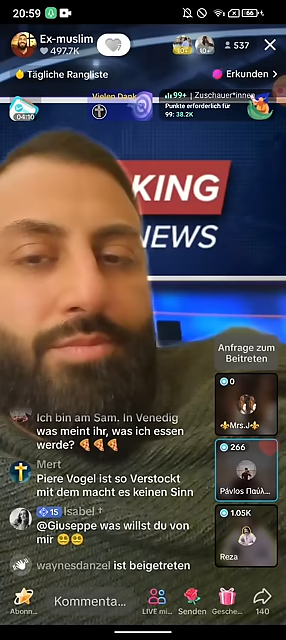 20:59
Ex-muslim
497.7K
10+
10+
537
Tägliche Rangliste
Erkunden >
04:10
Vielen Dank
99+ | Zuschauer*innen
Punkte erforderlich für
99: 38.2K
KING
NEWS
Anfrage zum
Beitreten
0
⚜Mrs.J⚜
266
Pávlos Παύλ...
1.05K
Reza
Ich bin am Sam. In Venedig
was meint ihr, was ich essen
werde? 🍕🍕🍕
Mert
Piere Vogel ist so Verstockt
mit dem macht es keinen Sinn
15 Isabel ✝
@Giuseppe was willst du von
mir 😵😵
👋 waynesdanzel ist beigetreten
Abonn...
Kommenta...
LIVE mi...
Senden
Gesche...
140